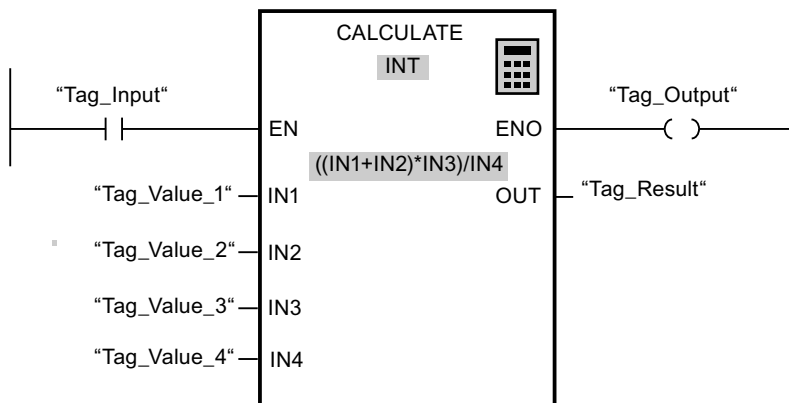 CALCULATE
INT
“Tag_Input“
“Tag_Output“
EN
ENO
((IN1+IN2)*IN3)/IN4
"Tag_Value_1“
IN1
OUT
“Tag_Result“
“Tag_Value_2“
IN2
“Tag_Value_3“
IN3
“Tag_Value_4“
IN4